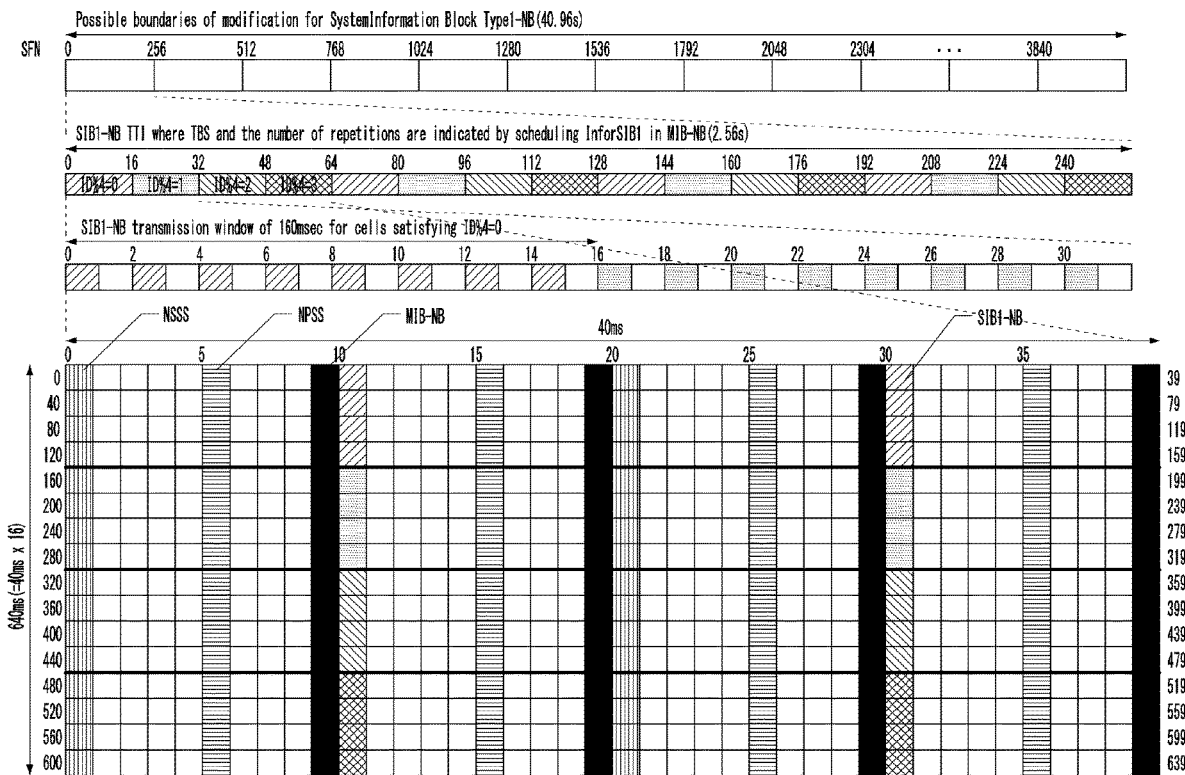 Possible boundaries of modification for SystemInformation Block Type1-NB(40.96s)
SFN 0 256 512 768 1024 1280 1536 1792 2048 2304 ... 3840
SIB1-NB TTI where TBS and the number of repetitions are indicated by scheduling InforSIB1 in MIB-NB(2.56s)
0 16 32 48 64 80 96 112 128 144 160 176 192 208 224 240
ID%4=0 ID%4=1 ID%4=2 ID%4=3
SIB1-NB transmission window of 160msec for cells satisfying ID%4=0
0 2 4 6 8 10 12 14 16 18 20 22 24 26 28 30
NSSS NPSS MIB-NB SIB1-NB
40ms
0 5 10 15 20 25 30 35
640ms(=40ms x 16)
0 39
40 79
80 119
120 159
160 199
200 239
240 279
280 319
320 359
360 399
400 439
440 479
480 519
520 559
560 599
600 639